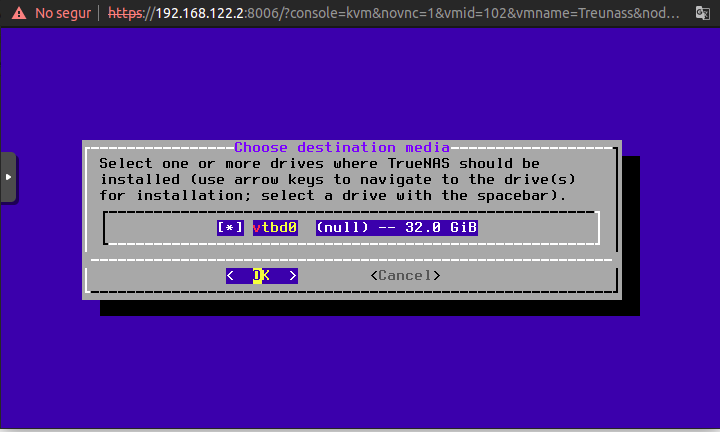 No segur https://192.168.122.2:8006/?console=kvm&novnc=1&vmid=102&vmname=Treunass&nod…
Choose destination media
Select one or more drives where TrueNAS should be
installed (use arrow keys to navigate to the drive(s)
for installation; select a drive with the spacebar).
[*] vtbd0 (null) -- 32.0 GiB
< OK > <Cancel>